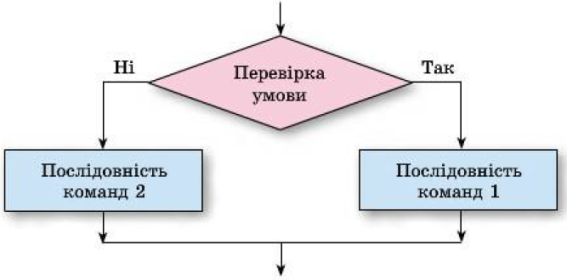 Ні
Перевірка
умови
Так
Послідовність
команд 2
Послідовність
команд 1